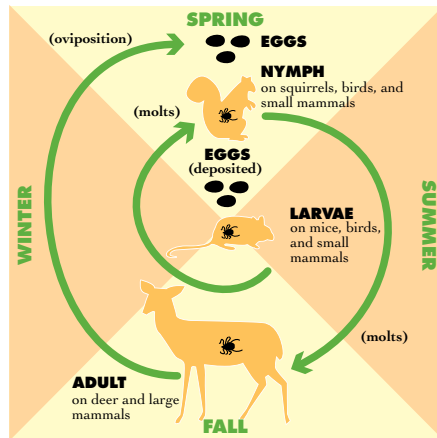 SPRING
(oviposition)
EGGS
NYMPH
on squirrels, birds, and
small mammals
(molts)
EGGS
(deposited)
WINTER
LARVAE
on mice, birds,
and small
mammals
SUMMER
(molts)
ADULT
on deer and large
mammals
FALL